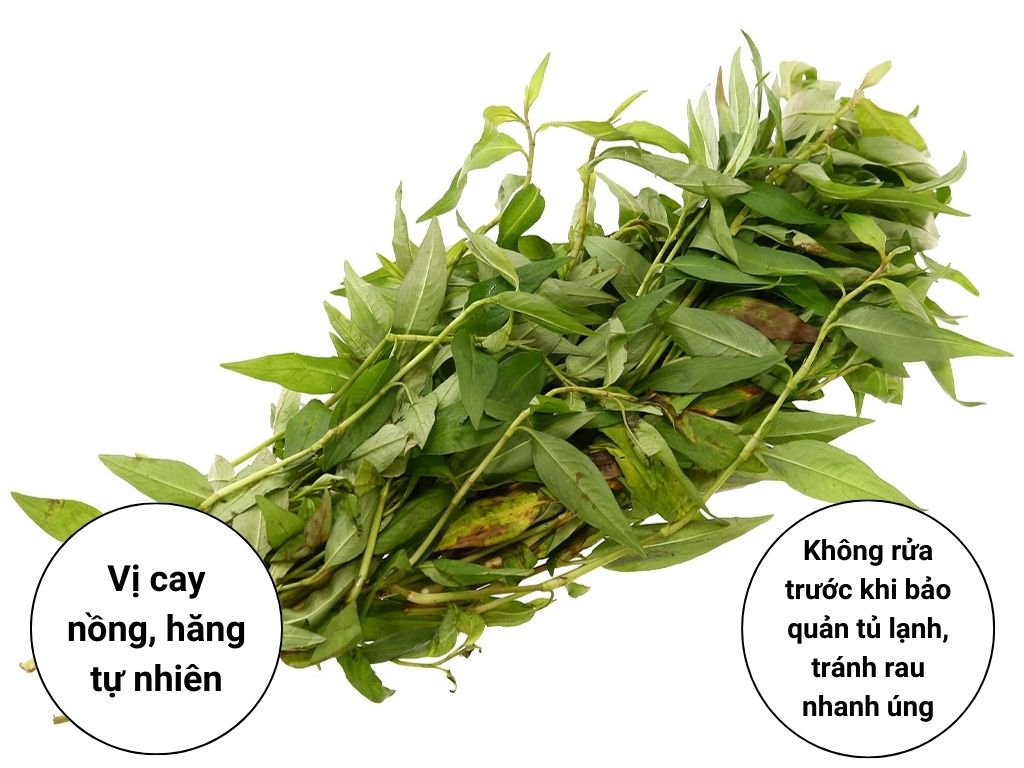 Vị cay
nồng, hăng
tự nhiên
Không rửa
trước khi bảo
quản tủ lạnh,
tránh rau
nhanh úng